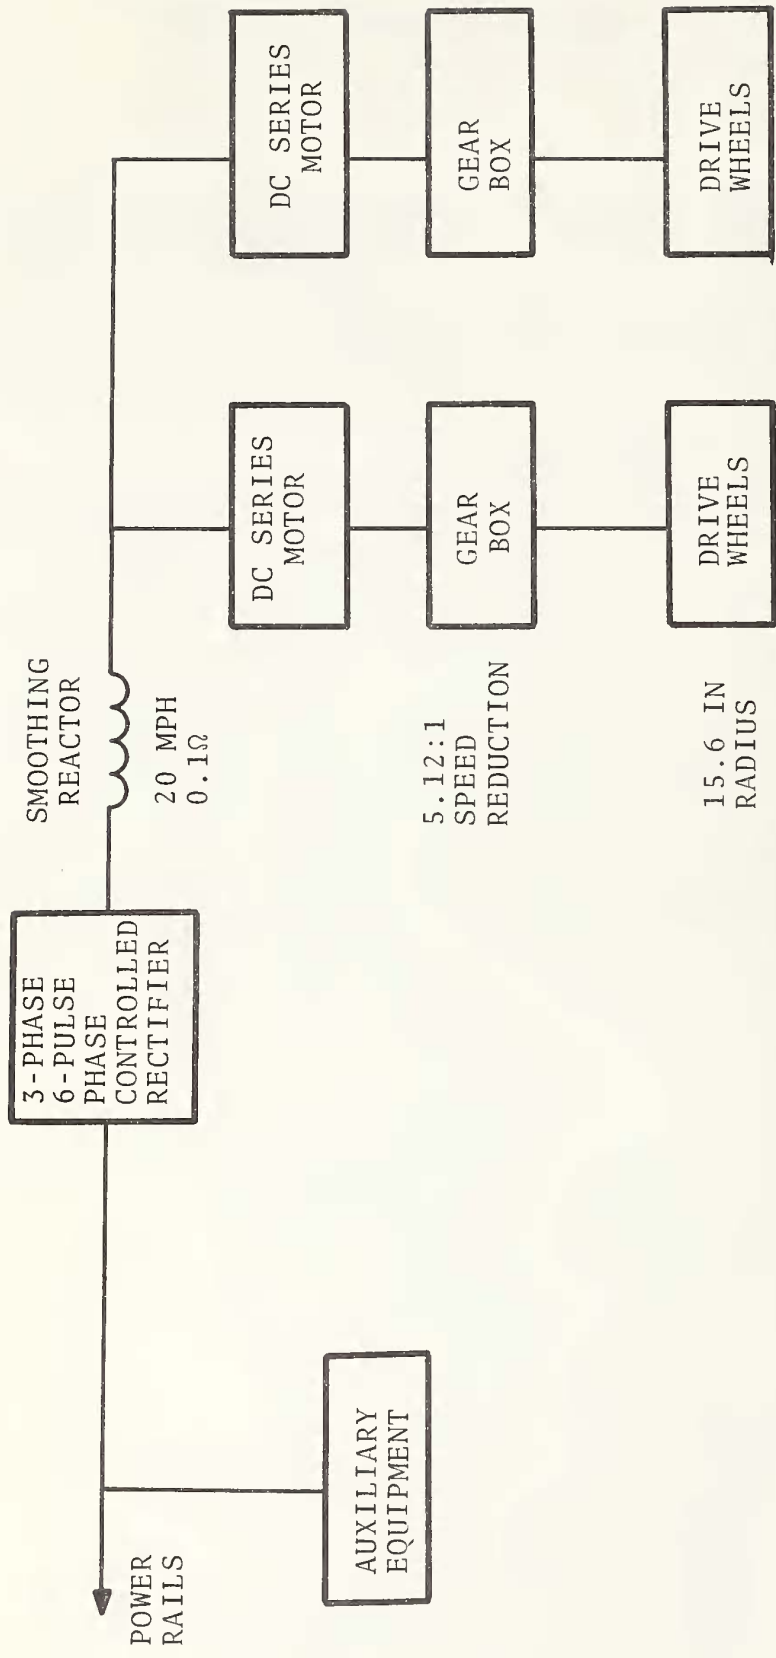 POWER
RAILS
AUXILIARY
EQUIPMENT
3-PHASE
6-PULSE
PHASE
CONTROLLED
RECTIFIER
SMOOTHING
REACTOR
20 MPH
0.1Ω
DC SERIES
MOTOR
5.12:1
SPEED
REDUCTION
GEAR
BOX
15.6 IN
RADIUS
DRIVE
WHEELS
DC SERIES
MOTOR
GEAR
BOX
DRIVE
WHEELS